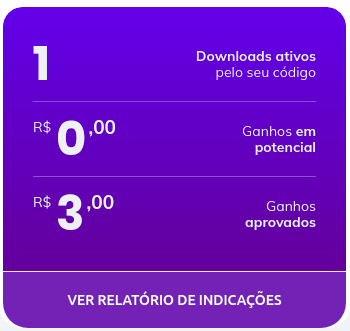 1 Downloads ativos
pelo seu código
R$ 0,00 Ganhos em
potencial
R$ 3,00 Ganhos
aprovados
VER RELATÓRIO DE INDICAÇÕES